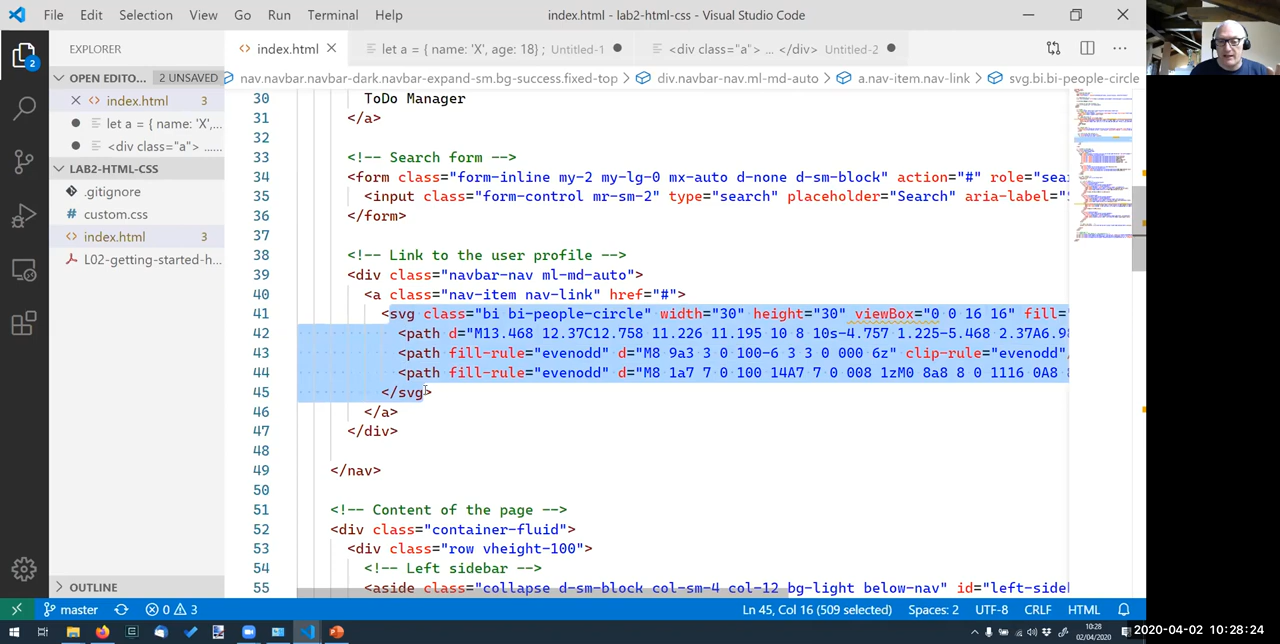 File Edit Selection View Go Run Terminal Help index.html - lab2-html-css - Visual Studio Code
EXPLORER
index.html let a = { name: 'X', age: 18} ; Untitled-1 <div class="a"> ... </div> Untitled-2
OPEN EDITO... 2 UNSAVED
nav.navbar.navbar-dark.navbar-expand-sm.bg-success.fixed-top > div.navbar-nav.ml-md-auto > a.nav-item.nav-link > svg.bi.bi-people-circle
index.html 3
let a = { name: 'X',...
<div class="a"> ......
LAB2-HTML-CSS
.gitignore
custom.css
index.html 3
L02-getting-started-h...
OUTLINE
2
30 ToDo Manager
31 </a>
32
33 <!-- Search form -->
34 <form class="form-inline my-2 my-lg-0 mx-auto d-none d-sm-block" action="#" role="sea
35 <input class="form-control mr-sm-2" type="search" placeholder="Search" aria-label="
36 </form>
37
38 <!-- Link to the user profile -->
39 <div class="navbar-nav ml-md-auto">
40 <a class="nav-item nav-link" href="#">
41 <svg class="bi bi-people-circle" width="30" height="30" viewBox="0 0 16 16" fill=
42 <path d="M13.468 12.37C12.758 11.226 11.195 10 8 10s-4.757 1.225-5.468 2.37A6.98
43 <path fill-rule="evenodd" d="M8 9a3 3 0 100-6 3 3 0 000 6z" clip-rule="evenodd"
44 <path fill-rule="evenodd" d="M8 1a7 7 0 100 14A7 7 0 008 1zM0 8a8 8 0 1116 0A8 8
45 </svg>
46 </a>
47 </div>
48
49 </nav>
50
51 <!-- Content of the page -->
52 <div class="container-fluid">
53 <div class="row vheight-100">
54 <!-- Left sidebar -->
55 <aside class="collapse d-sm-block col-sm-4 col-12 bg-light below-nav" id="left-side
master 0 3 Ln 45, Col 16 (509 selected) Spaces: 2 UTF-8 CRLF HTML
10:28
02/04/2020
2020-04-02 10:28:24